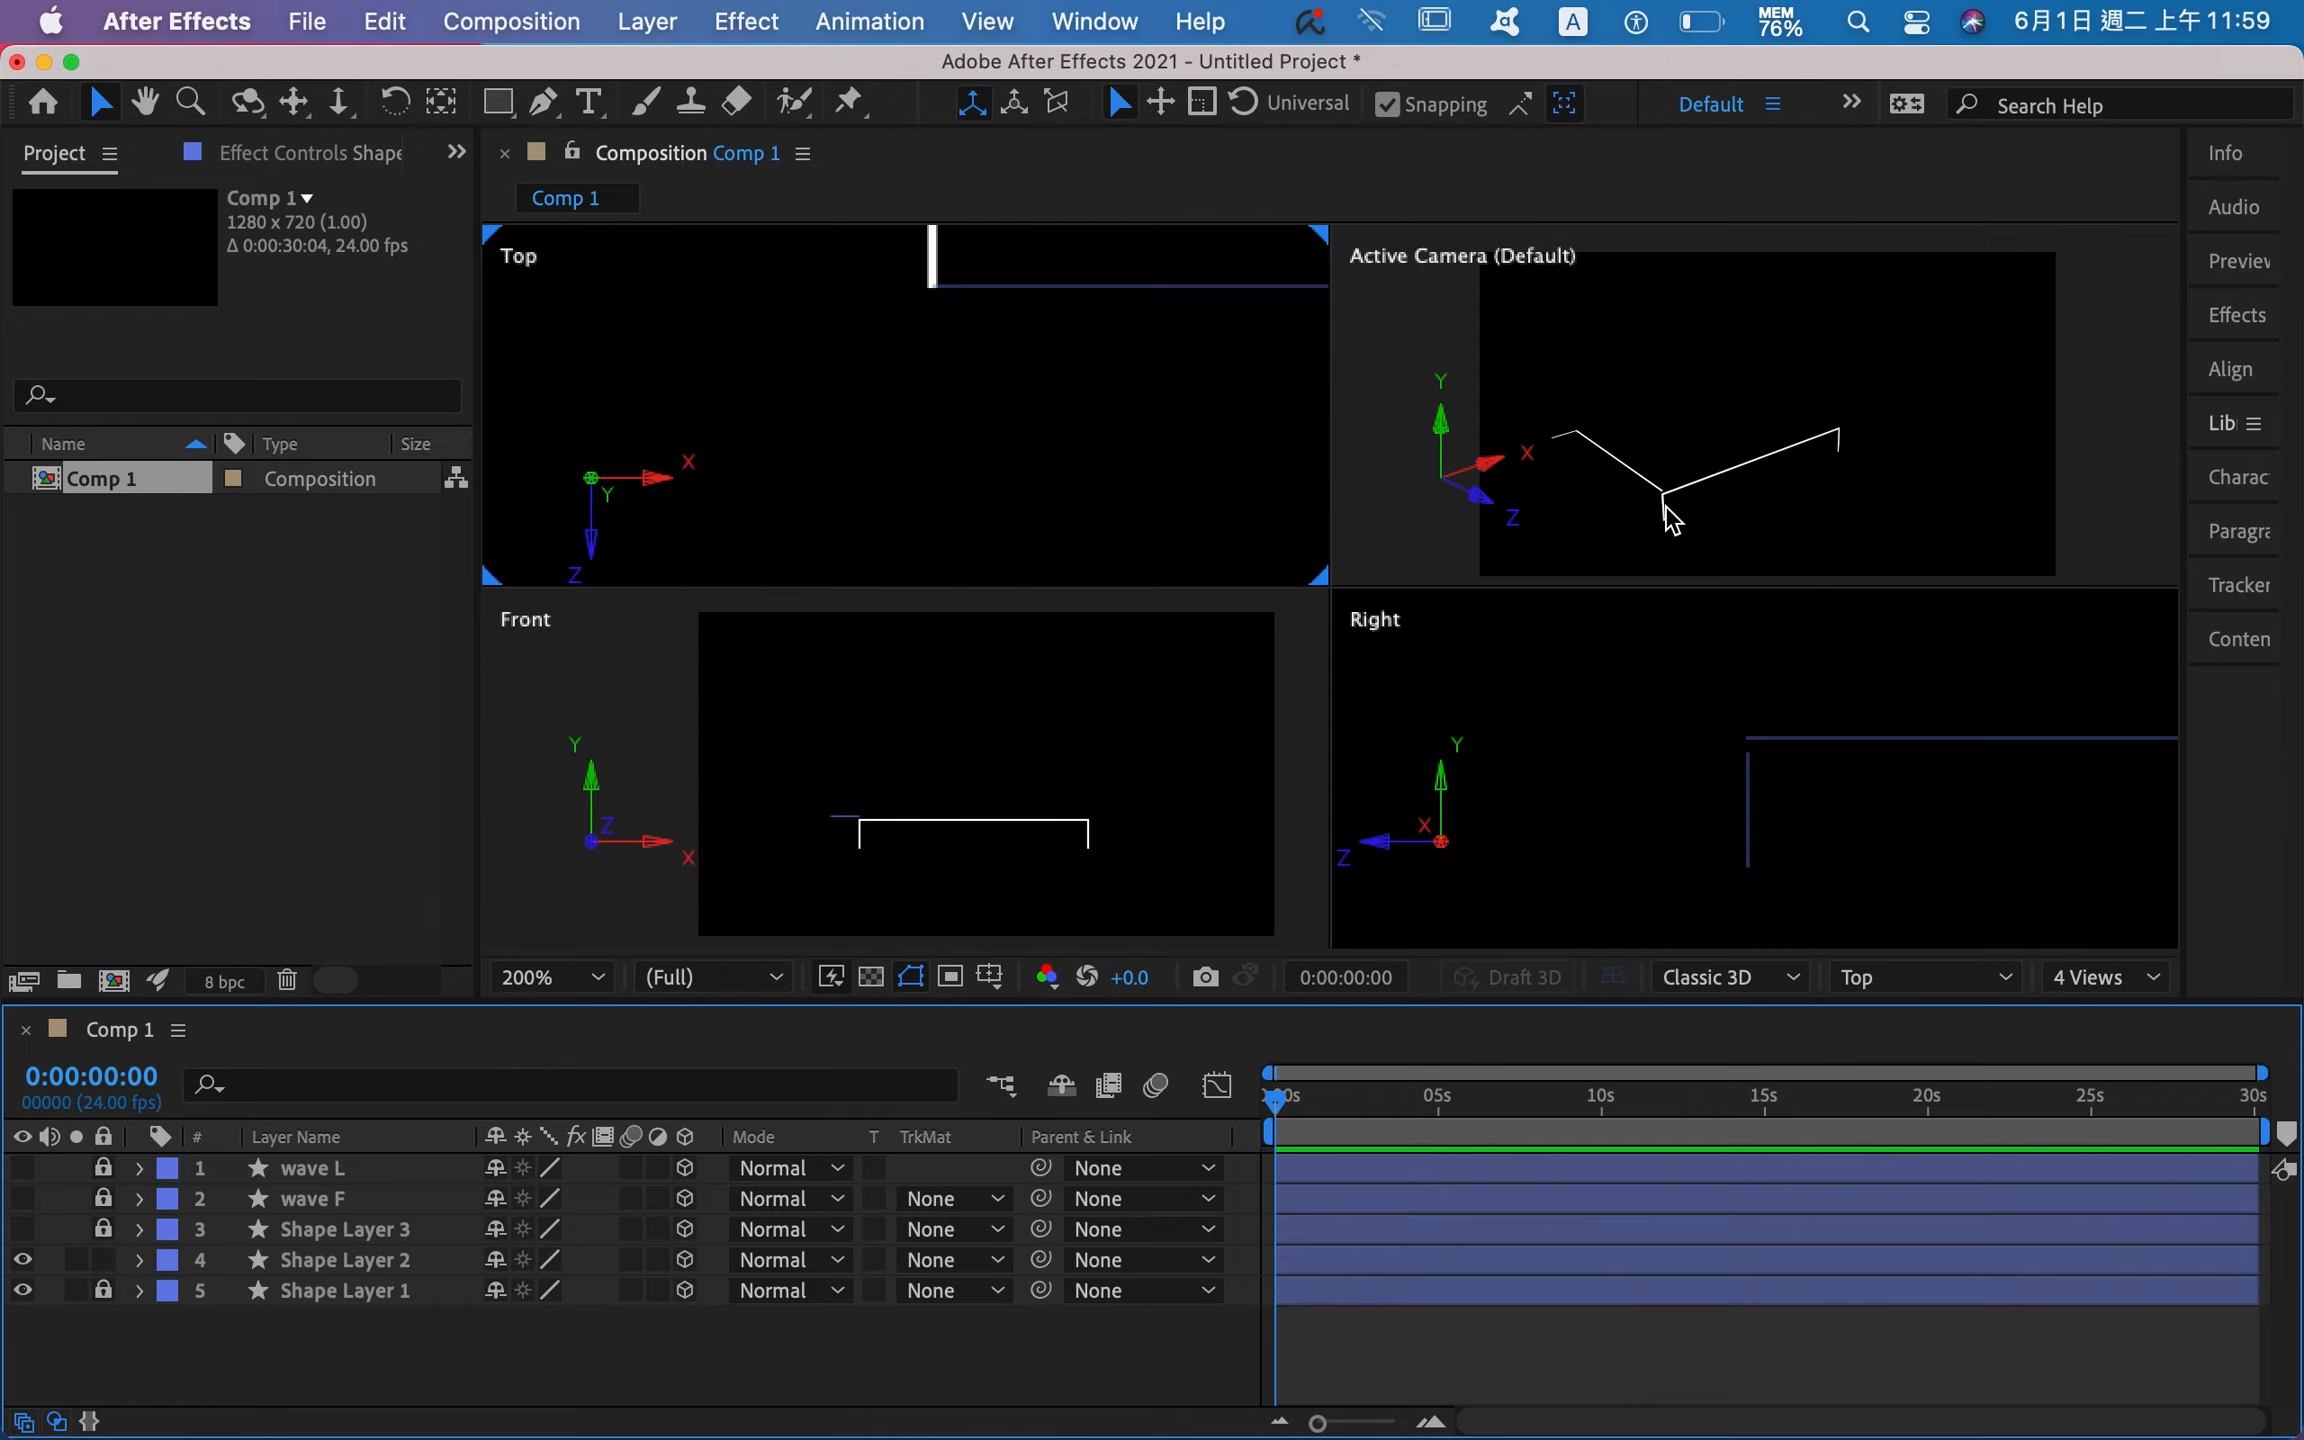 After Effects File Edit Composition Layer Effect Animation View Window Help A MEM 76% 6月1日 週二 上午 11:59
Adobe After Effects 2021 - Untitled Project *
Universal Snapping Default Search Help
Project Effect Controls Shape
Composition Comp 1
Comp 1
1280 x 720 (1.00)
Δ 0:00:30:04, 24.00 fps
Comp 1
Name Type Size
Comp 1 Composition
8 bpc
Top
X
Y
Z
Active Camera (Default)
Y
X
Z
Front
Y
Z
X
Right
Y
X
Z
200% (Full) +0.0 0:00:00:00 Draft 3D Classic 3D Top 4 Views
Info
Audio
Preview
Effects
Align
Lib
Charac
Paragra
Tracker
Conten
Comp 1
0:00:00:00
00000 (24.00 fps)
:00s 05s 10s 15s 20s 25s 30s
# Layer Name fx Mode T TrkMat Parent & Link
1 wave L Normal None
2 wave F Normal None None
3 Shape Layer 3 Normal None None
4 Shape Layer 2 Normal None None
5 Shape Layer 1 Normal None None